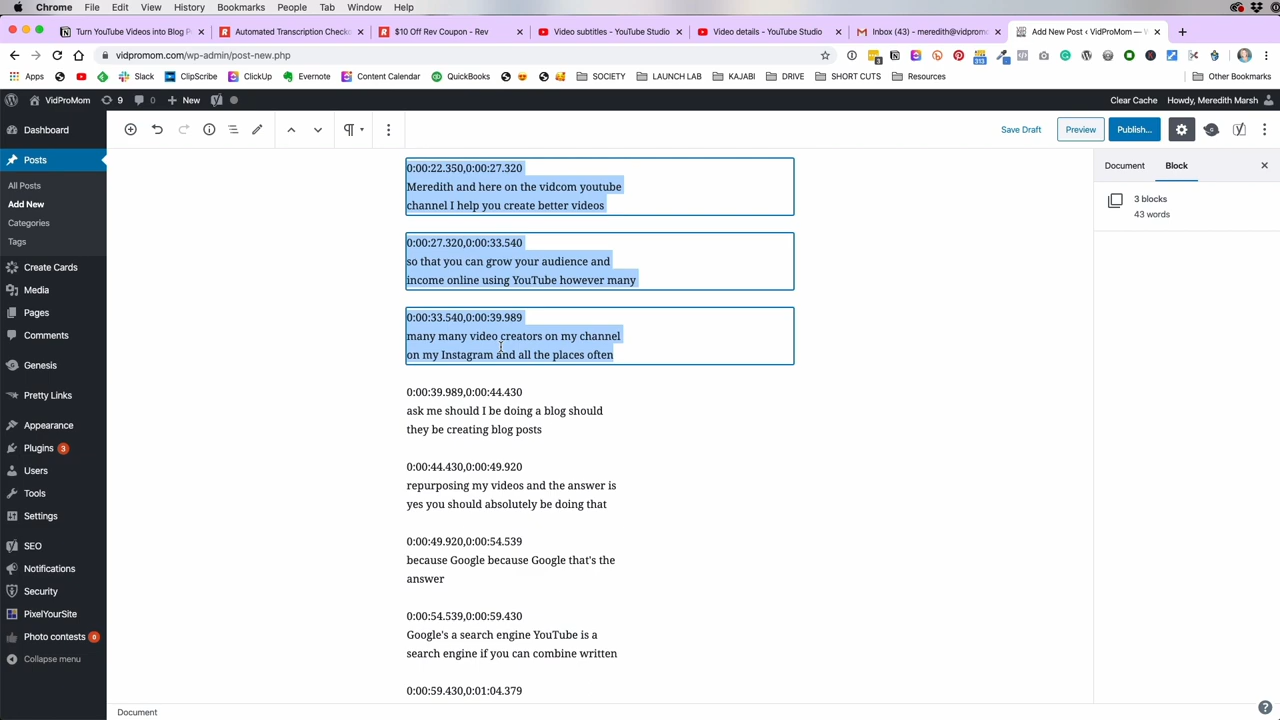 Chrome File Edit View History Bookmarks People Tab Window Help
Turn YouTube Videos into Blog P × Automated Transcription Checko × $10 Off Rev Coupon - Rev × Video subtitles - YouTube Studio × Video details - YouTube Studio × Inbox (43) - meredith@vidprom × Add New Post ‹ VidProMom — W × +
vidpromom.com/wp-admin/post-new.php
Apps Slack ClipScribe ClickUp Evernote Content Calendar QuickBooks SOCIETY LAUNCH LAB KAJABI DRIVE SHORT CUTS Resources Other Bookmarks
VidProMom 9 0 New Clear Cache Howdy, Meredith Marsh
Dashboard
Posts
All Posts
Add New
Categories
Tags
Create Cards
Media
Pages
Comments
Genesis
Pretty Links
Appearance
Plugins 3
Users
Tools
Settings
SEO
Notifications
Security
PixelYourSite
Photo contests 0
Collapse menu
Save Draft Preview Publish...
0:00:22.350,0:00:27.320
Meredith and here on the vidcom youtube
channel I help you create better videos
0:00:27.320,0:00:33.540
so that you can grow your audience and
income online using YouTube however many
0:00:33.540,0:00:39.989
many many video creators on my channel
on my Instagram and all the places often
0:00:39.989,0:00:44.430
ask me should I be doing a blog should
they be creating blog posts
0:00:44.430,0:00:49.920
repurposing my videos and the answer is
yes you should absolutely be doing that
0:00:49.920,0:00:54.539
because Google because Google that's the
answer
0:00:54.539,0:00:59.430
Google's a search engine YouTube is a
search engine if you can combine written
0:00:59.430,0:01:04.379
Document Block
3 blocks
43 words
Document